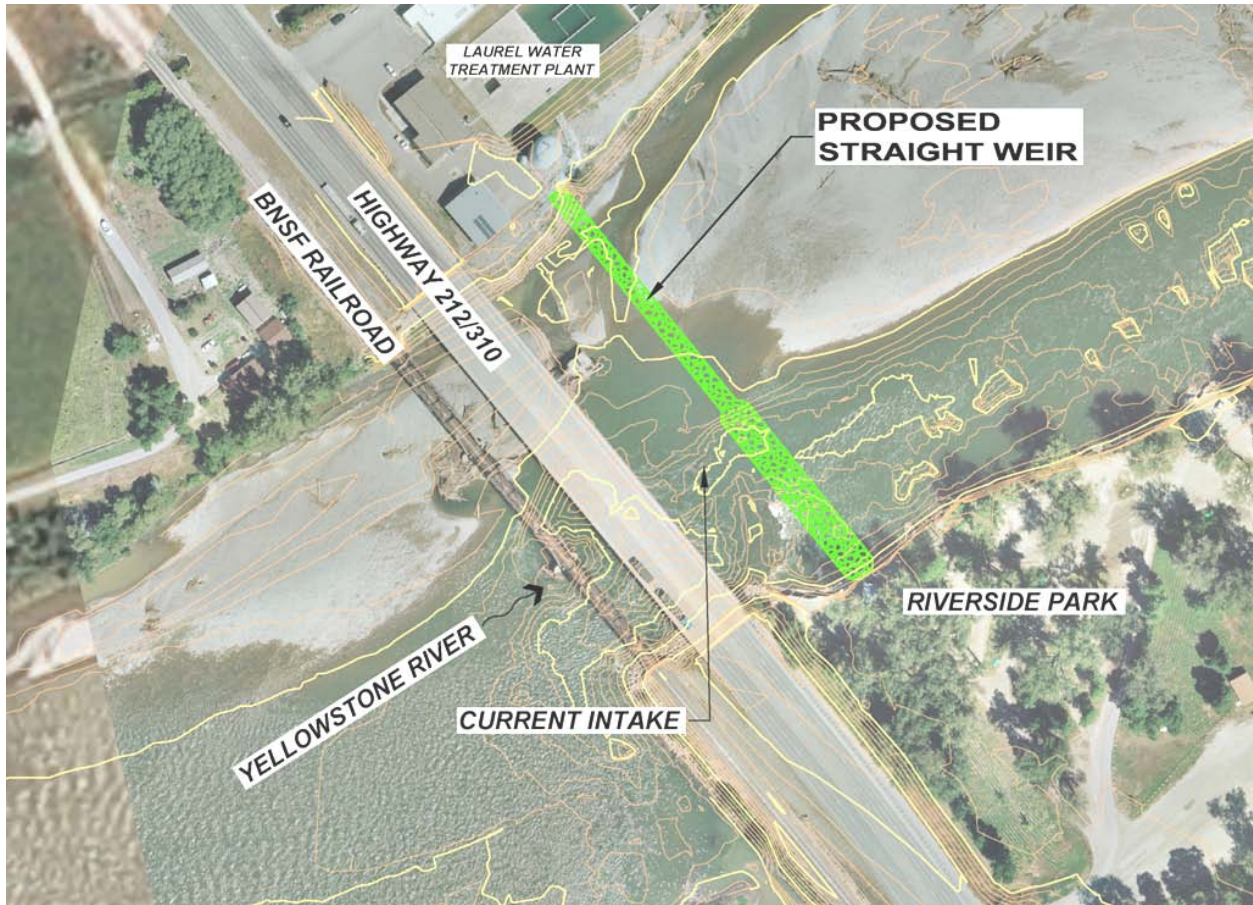 LAUREL WATER
TREATMENT PLANT
PROPOSED
STRAIGHT WEIR
HIGHWAY 212/310
BNSF RAILROAD
RIVERSIDE PARK
YELLOWSTONE RIVER
CURRENT INTAKE